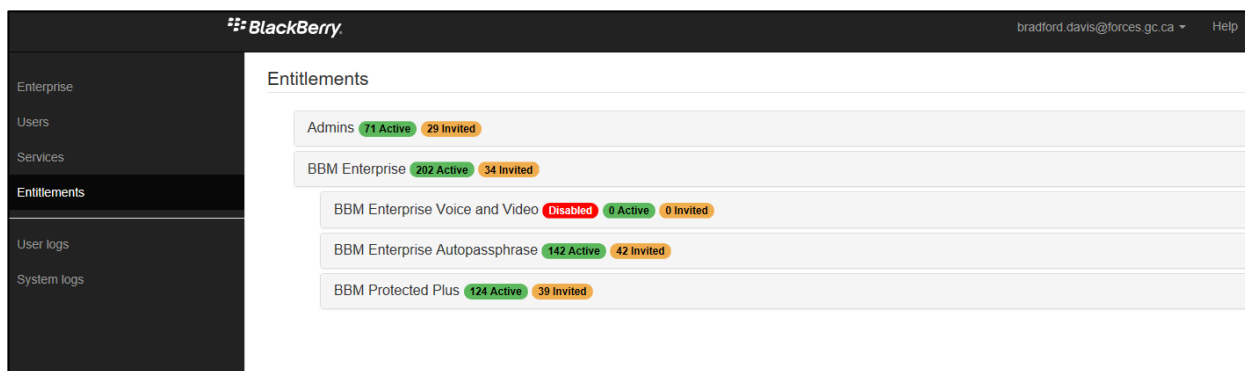 BlackBerry.
bradford.davis@forces.gc.ca Help
Enterprise
Users
Services
Entitlements
User logs
System logs
Entitlements
Admins 71 Active 29 Invited
BBM Enterprise 202 Active 34 Invited
BBM Enterprise Voice and Video Disabled 0 Active 0 Invited
BBM Enterprise Autopassphrase 142 Active 42 Invited
BBM Protected Plus 124 Active 39 Invited